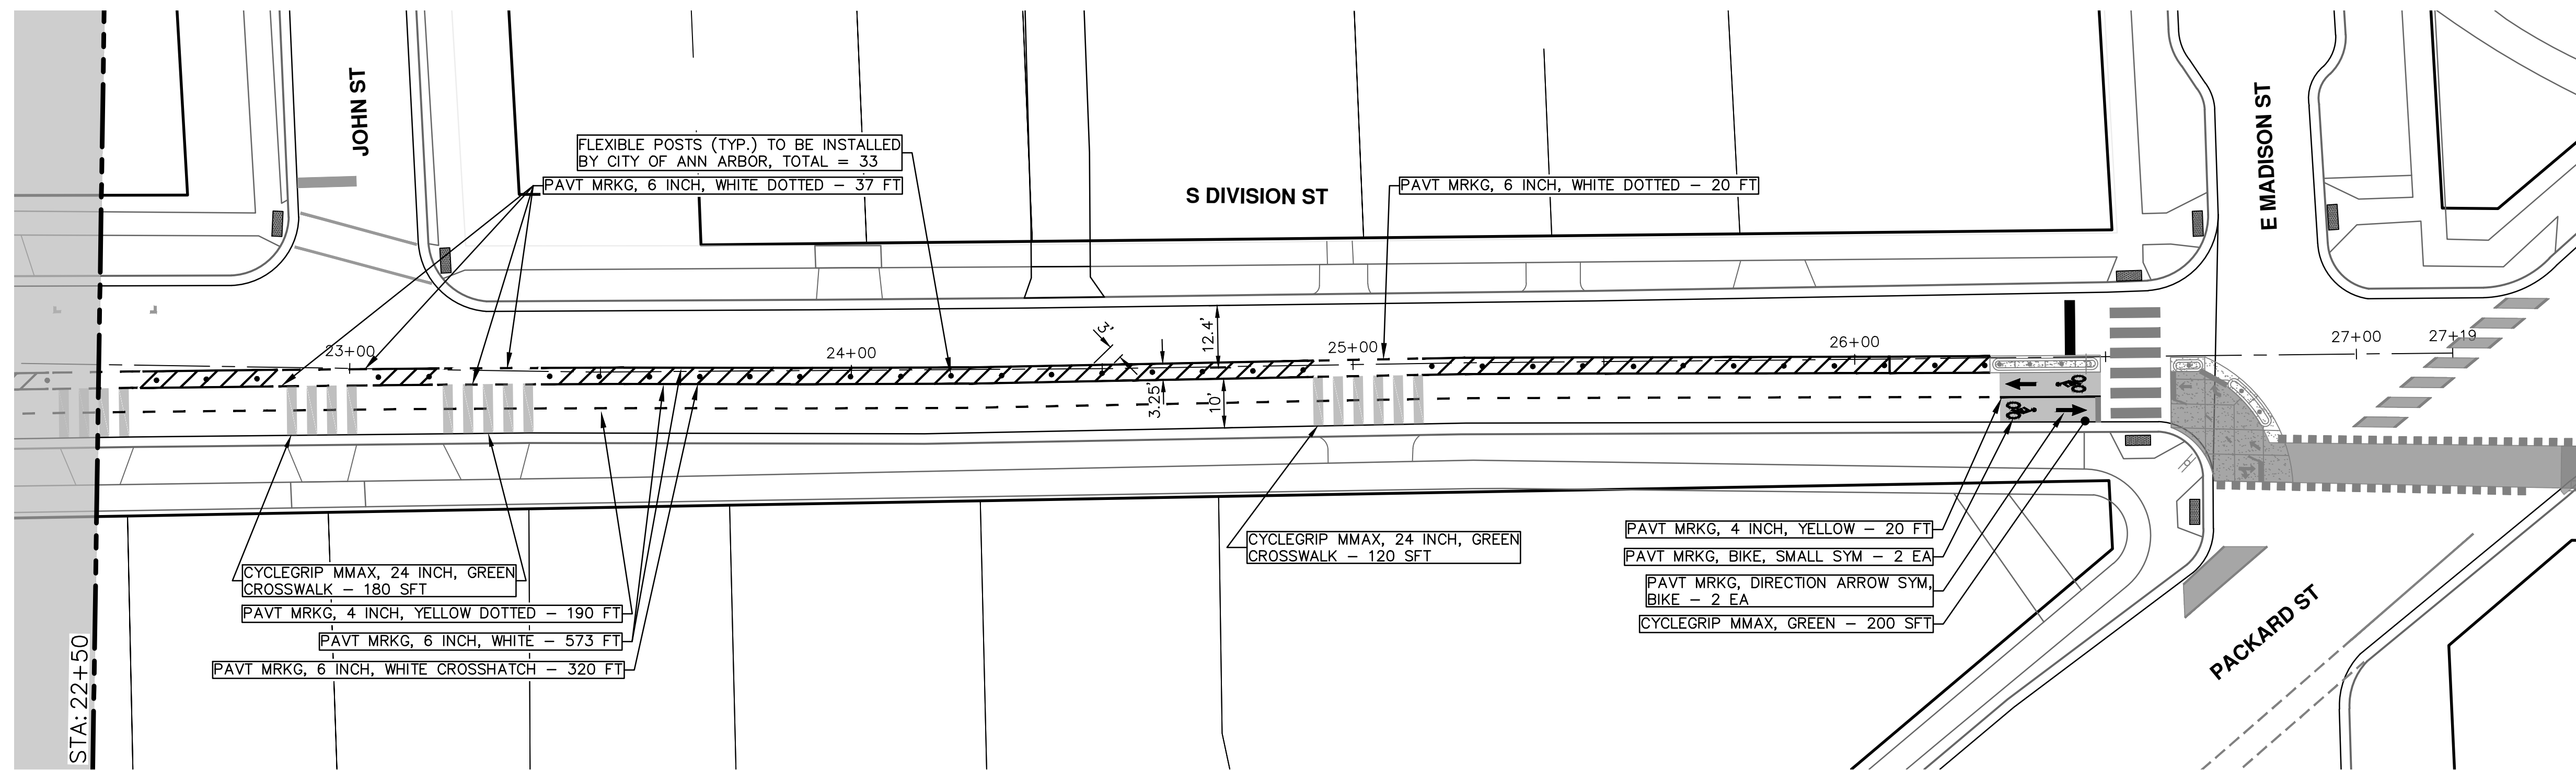 JOHN ST
E MADISON ST
FLEXIBLE POSTS (TYP.) TO BE INSTALLED
BY CITY OF ANN ARBOR, TOTAL = 33
PAVT MRKG, 6 INCH, WHITE DOTTED – 37 FT
S DIVISION ST
PAVT MRKG, 6 INCH, WHITE DOTTED – 20 FT
23+00
24+00
3'
12.4'
25+00
26+00
27+00
27+19
3.25'
10'
CYCLEGRIP MMAX, 24 INCH, GREEN
CROSSWALK – 180 SFT
PAVT MRKG, 4 INCH, YELLOW DOTTED – 190 FT
PAVT MRKG, 6 INCH, WHITE – 573 FT
PAVT MRKG, 6 INCH, WHITE CROSSHATCH – 320 FT
CYCLEGRIP MMAX, 24 INCH, GREEN
CROSSWALK – 120 SFT
PAVT MRKG, 4 INCH, YELLOW – 20 FT
PAVT MRKG, BIKE, SMALL SYM – 2 EA
PAVT MRKG, DIRECTION ARROW SYM,
BIKE – 2 EA
CYCLEGRIP MMAX, GREEN – 200 SFT
STA: 22+50
PACKARD ST